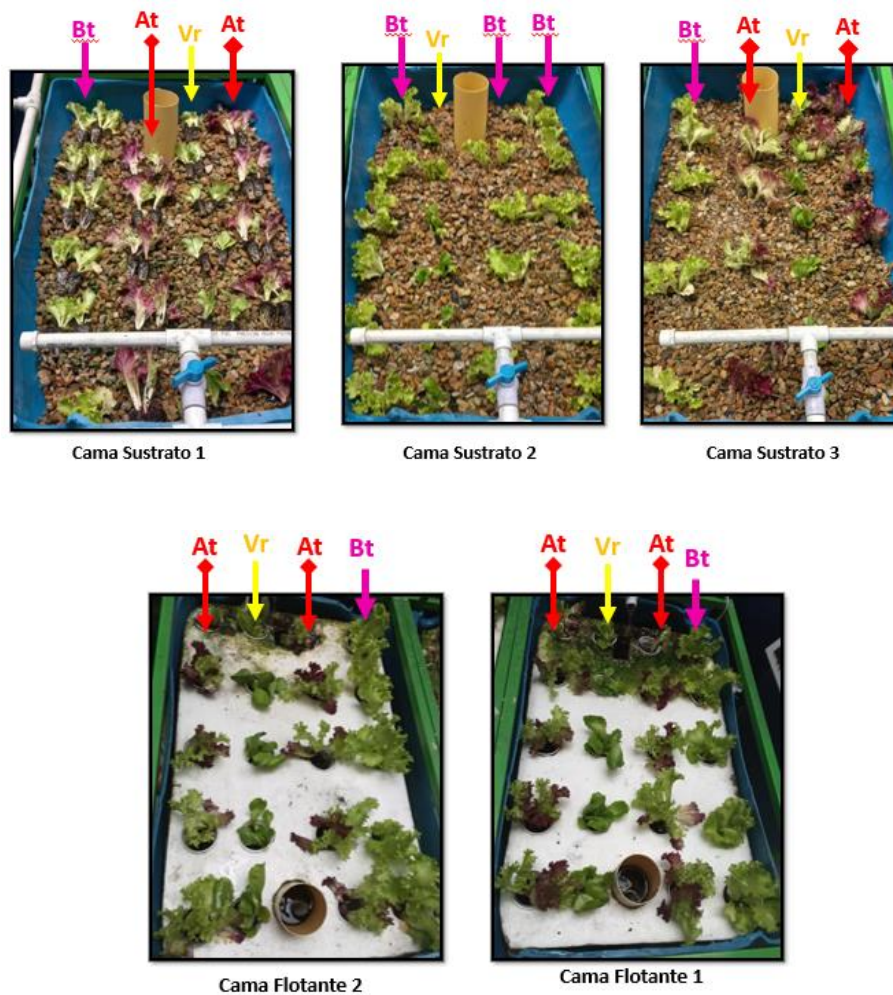 Bt At Vr At
Bt Vr Bt Bt
Bt At Vr At
Cama Sustrato 1
Cama Sustrato 2
Cama Sustrato 3
At Vr At Bt
At Vr At Bt
Cama Flotante 2
Cama Flotante 1